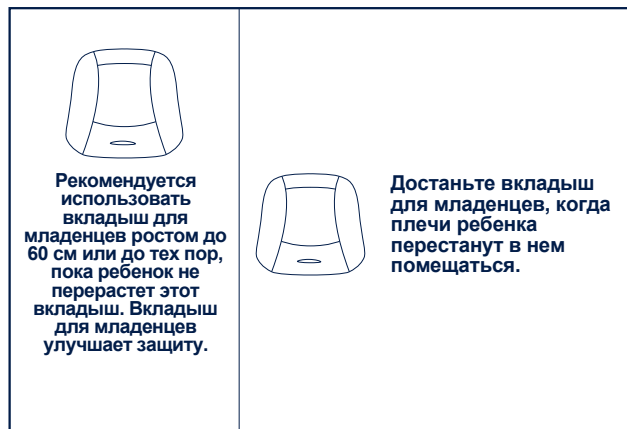 Рекомендуется
использовать
вкладыш для
младенцев ростом до
60 см или до тех пор,
пока ребенок не
перерастет этот
вкладыш. Вкладыш
для младенцев
улучшает защиту.
Достаньте вкладыш
для младенцев, когда
плечи ребенка
перестанут в нем
помещаться.